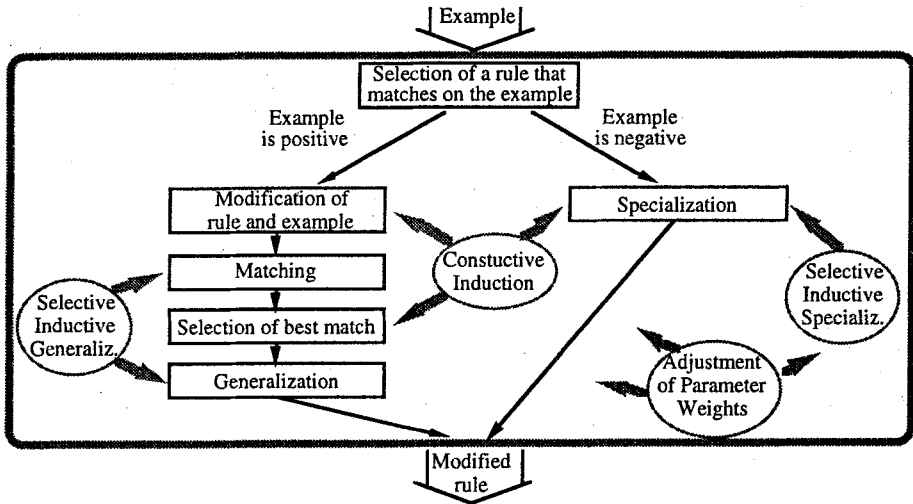 Example
Selection of a rule that
matches on the example
Example
is positive
Example
is negative
Modification of
rule and example
Specialization
Constuctive
Induction
Matching
Selective
Inductive
Generaliz.
Selective
Inductive
Specializ.
Selection of best match
Generalization
Adjustment
of Parameter
Weights
Modified
rule